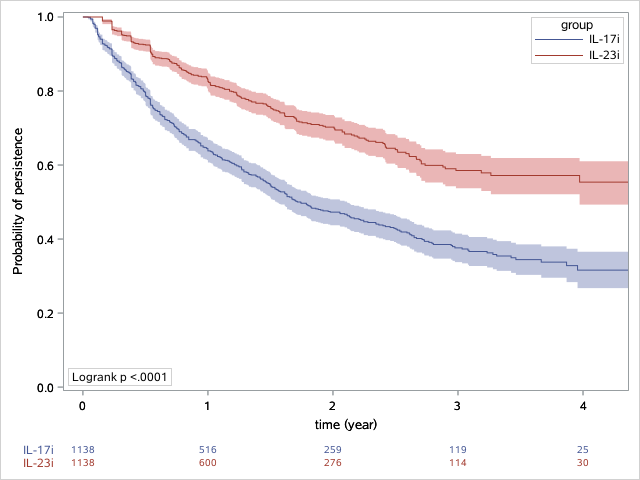 group
IL-17i
IL-23i
1.0
0.8
0.6
0.4
0.2
0.0
Probability of persistence
Logrank p <.0001
0 1 2 3 4
time (year)
IL-17i 1138 516 259 119 25
IL-23i 1138 600 276 114 30